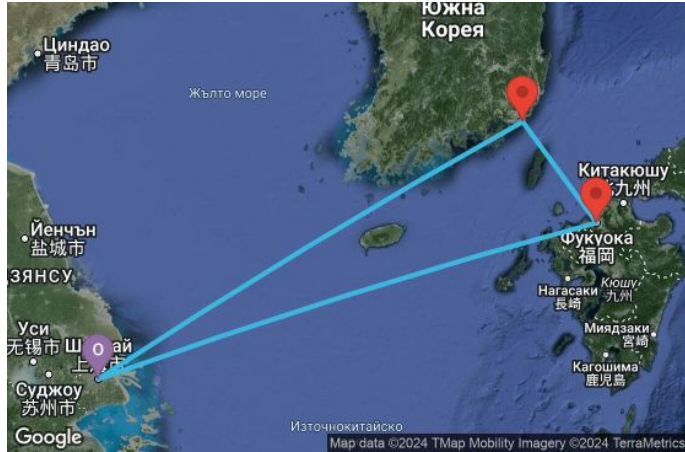 Южна
Корея
Циндао
青岛市
Жълто море
Китакюшу
九州
Фукуока
福岡
Йенчън
盐城市
ДЗЯНСУ
Нагасаки
長崎
Кюшу
九州
Миядзаки
宮崎
Кагошима
鹿児島
Уси
无锡市
O
Суджоу
苏州市
Източнокитайско
Google
Map data ©2024 TMap Mobility Imagery ©2024 TerraMetrics